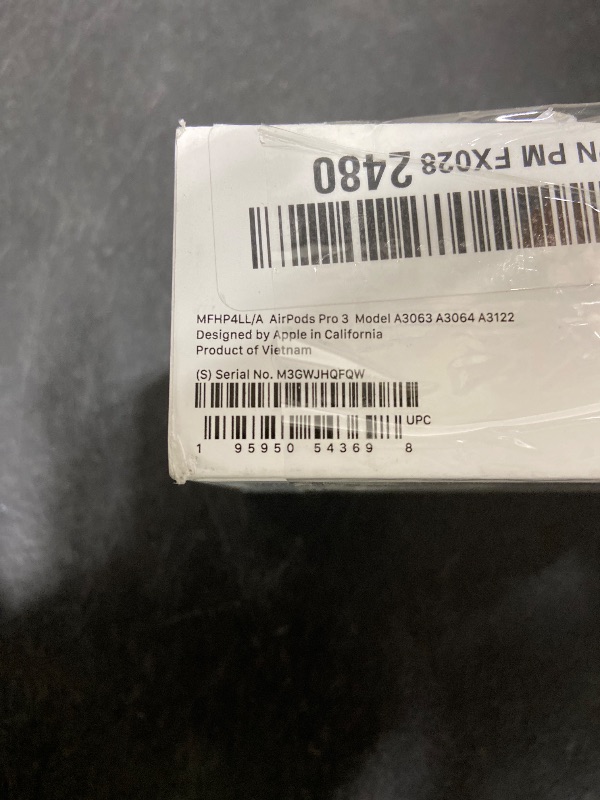 PN PM FX028 2480
MFHP4LL/A AirPods Pro 3 Model A3063 A3064 A3122
Designed by Apple in California
Product of Vietnam
(S) Serial No. M3GWJHQFQW
UPC
1 95950 54369 8